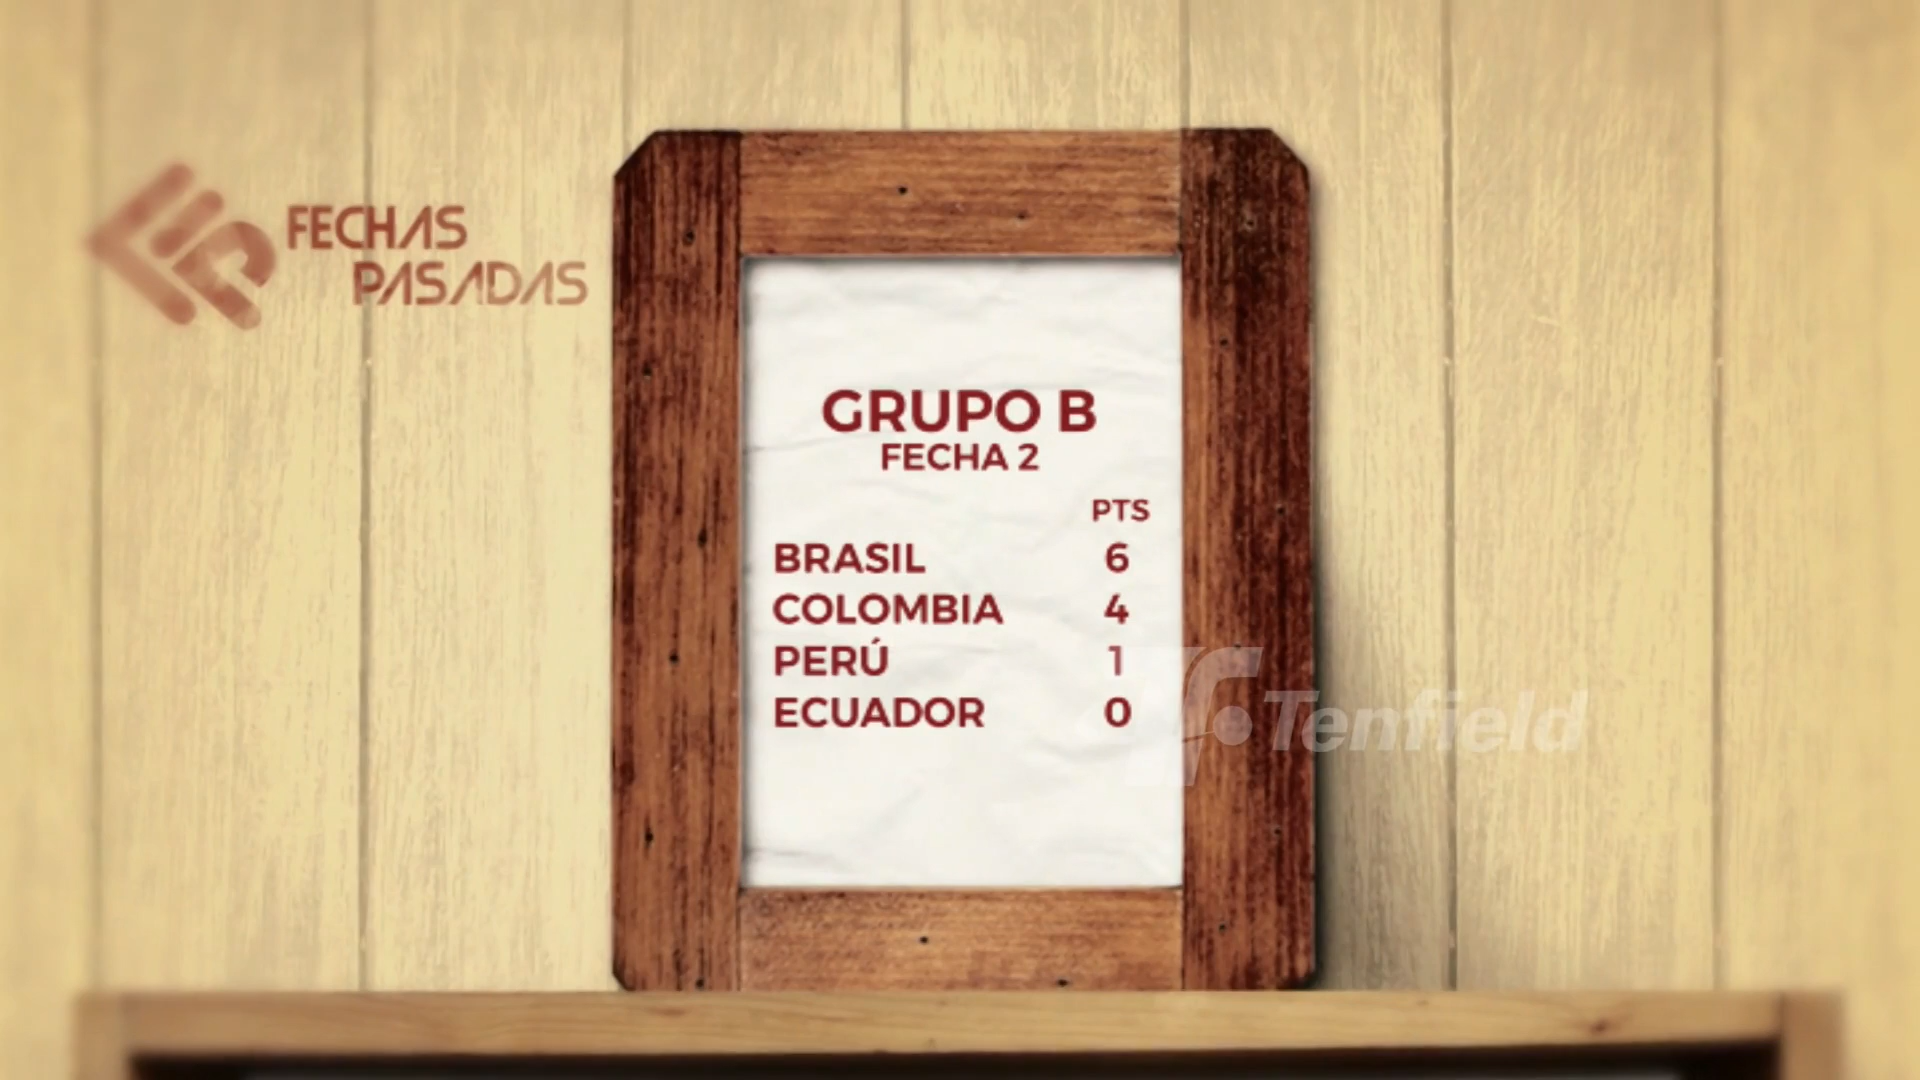 FECHAS
PASADAS
GRUPO B
FECHA 2
PTS
BRASIL 6
COLOMBIA 4
PERÚ 1
ECUADOR 0
Tenfield